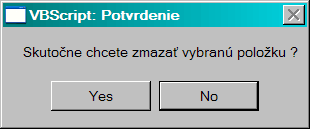 VBScript: Potvrdenie
Skutočne chcete zmazať vybranú položku ?
Yes
No